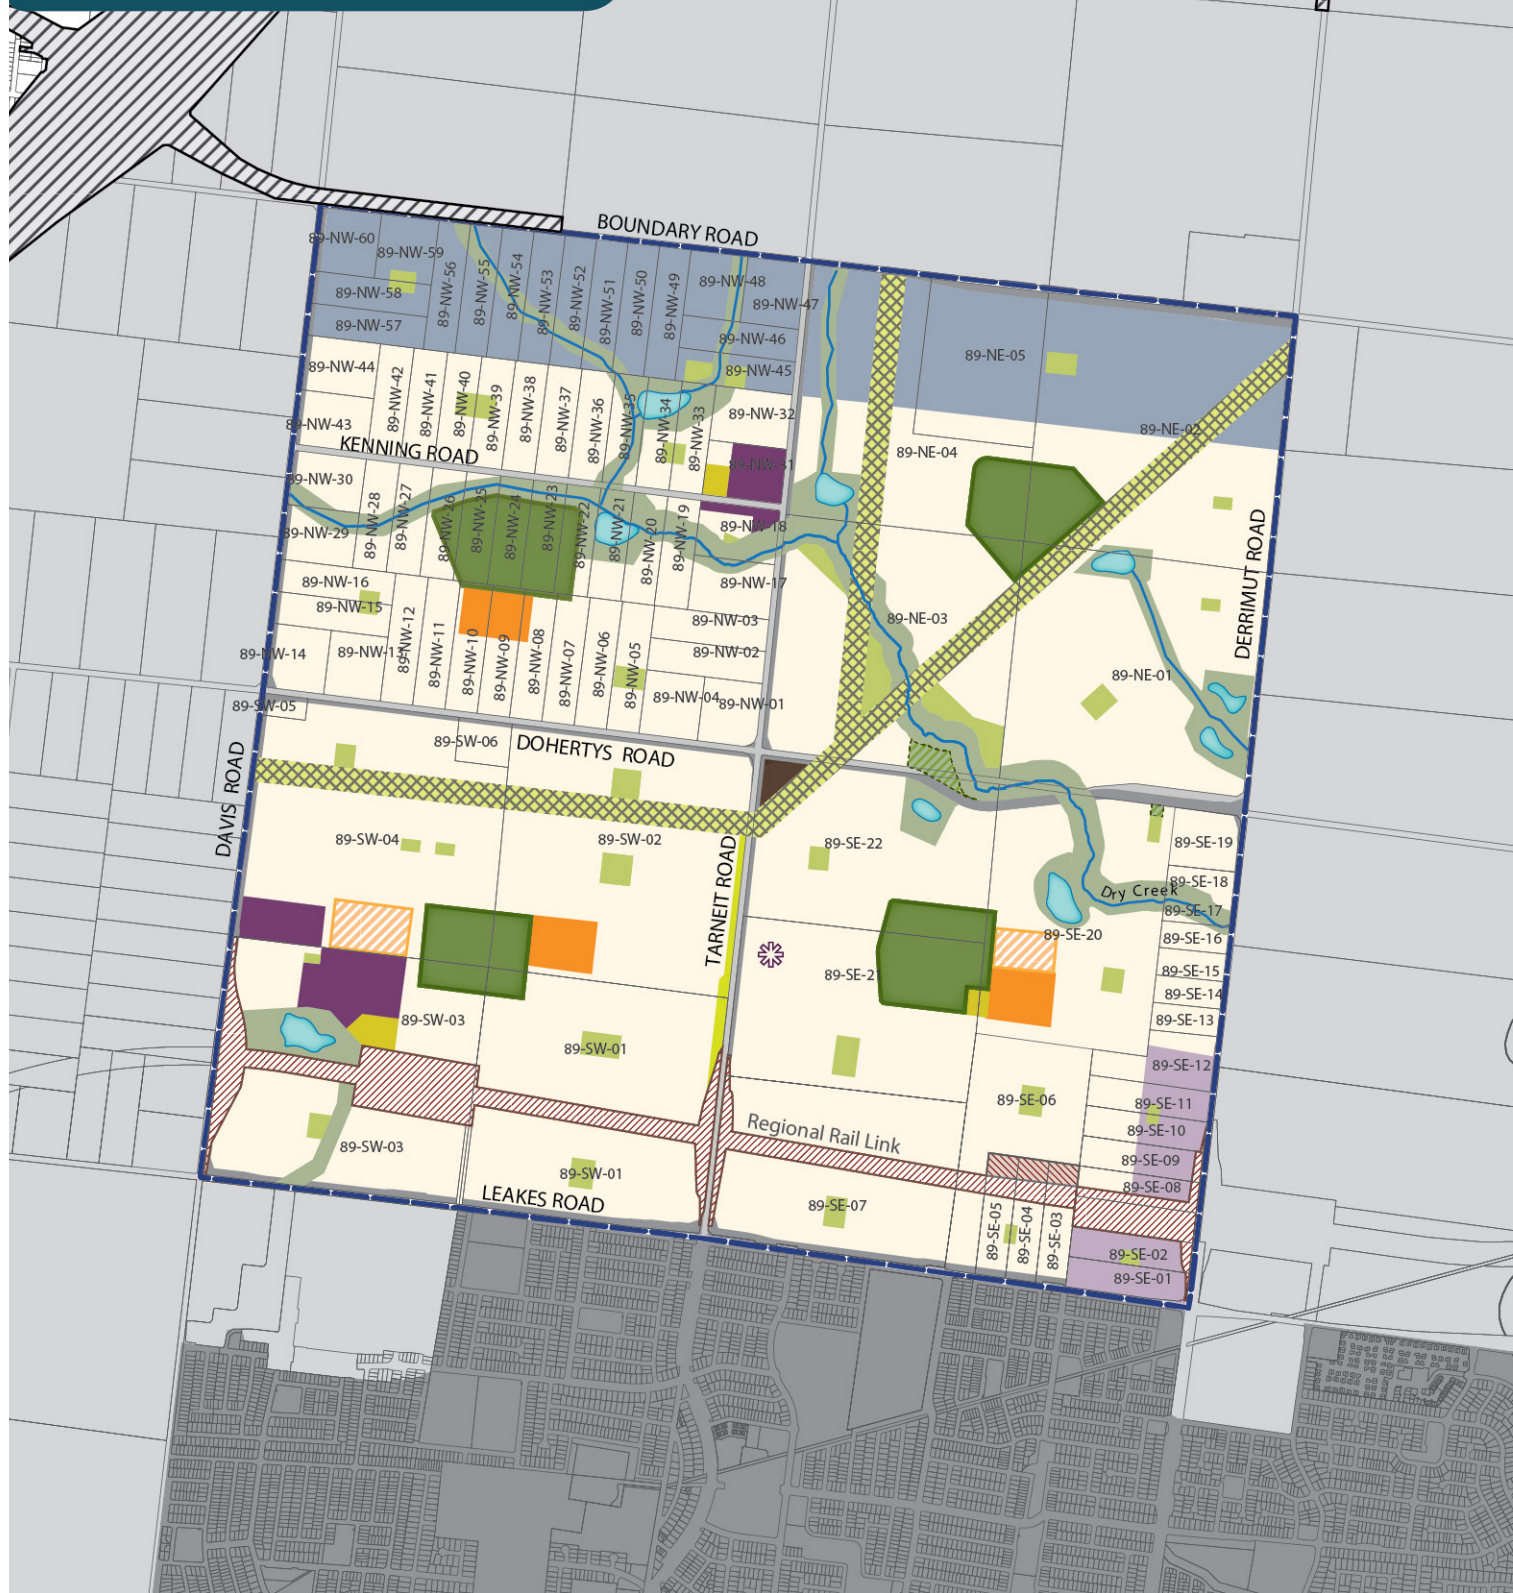 BOUNDARY ROAD
89-NW-60
89-NW-59
89-NW-58
89-NW-57
89-NW-56
89-NW-55
89-NW-54
89-NW-53
89-NW-52
89-NW-51
89-NW-50
89-NW-49
89-NW-48
89-NW-47
89-NW-46
89-NW-45
89-NE-05
89-NE-02
89-NW-44
89-NW-43
89-NW-42
89-NW-41
89-NW-40
89-NW-39
89-NW-38
89-NW-37
89-NW-36
89-NW-35
89-NW-34
89-NW-33
89-NW-32
89-NW-31
89-NE-04
KENNING ROAD
89-NW-30
89-NW-29
89-NW-28
89-NW-27
89-NW-26
89-NW-25
89-NW-24
89-NW-23
89-NW-22
89-NW-21
89-NW-20
89-NW-19
89-NW-18
89-NW-17
DERRIMUT ROAD
89-NW-16
89-NW-15
89-NW-14
89-NW-13
89-NW-12
89-NW-11
89-NW-10
89-NW-09
89-NW-08
89-NW-07
89-NW-06
89-NW-05
89-NW-03
89-NW-02
89-NW-04
89-NW-01
89-NE-03
89-NE-01
89-SW-05
89-SW-06
DOHERTYS ROAD
DAVIS ROAD
89-SW-04
89-SW-02
TARNEIT ROAD
89-SE-22
89-SE-19
89-SE-18
Dry Creek
89-SE-17
89-SE-20
89-SE-16
89-SE-21
89-SE-15
89-SE-14
89-SE-13
89-SW-03
89-SW-01
89-SE-12
89-SE-06
89-SE-11
89-SE-10
Regional Rail Link
89-SW-03
89-SE-09
89-SW-01
89-SE-08
LEAKES ROAD
89-SE-07
89-SE-05
89-SE-04
89-SE-03
89-SE-02
89-SE-01